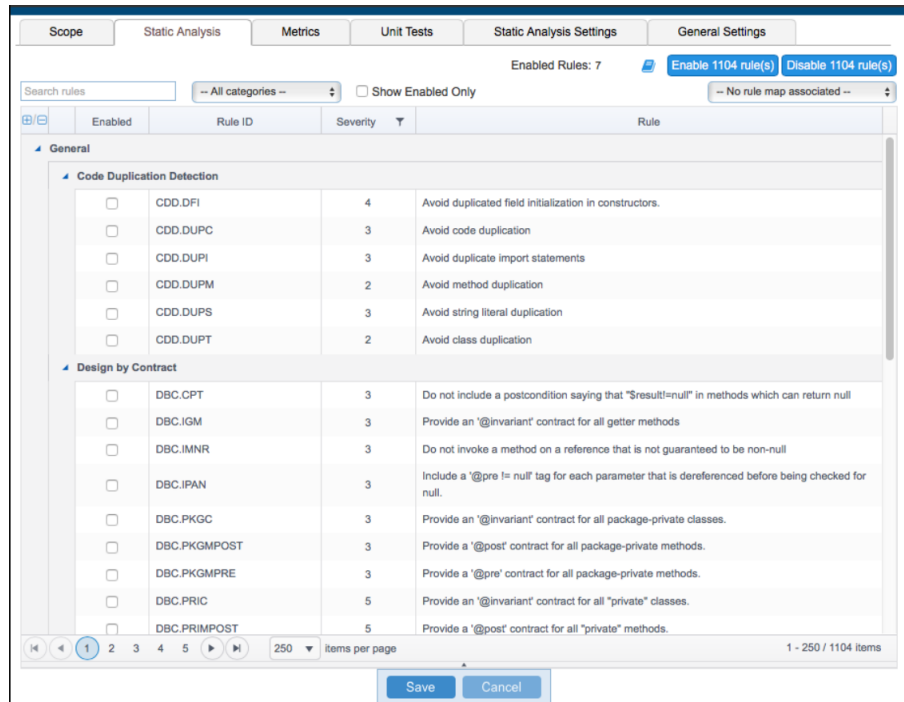 Scope Static Analysis Metrics Unit Tests Static Analysis Settings General Settings
Enabled Rules: 7 Enable 1104 rule(s) Disable 1104 rule(s)
Search rules -- All categories -- Show Enabled Only -- No rule map associated --
Enabled Rule ID Severity Rule
General
Code Duplication Detection
CDD.DFI 4 Avoid duplicated field initialization in constructors.
CDD.DUPC 3 Avoid code duplication
CDD.DUPI 3 Avoid duplicate import statements
CDD.DUPM 2 Avoid method duplication
CDD.DUPS 3 Avoid string literal duplication
CDD.DUPT 2 Avoid class duplication
Design by Contract
DBC.CPT 3 Do not include a postcondition saying that "$result!=null" in methods which can return null
DBC.IGM 3 Provide an '@invariant' contract for all getter methods
DBC.IMNR 3 Do not invoke a method on a reference that is not guaranteed to be non-null
DBC.IPAN 3 Include a '@pre != null' tag for each parameter that is dereferenced before being checked for
null.
DBC.PKGC 3 Provide an '@invariant' contract for all package-private classes.
DBC.PKGMPOST 3 Provide a '@post' contract for all package-private methods.
DBC.PKGMPRE 3 Provide a '@pre' contract for all package-private methods.
DBC.PRIC 5 Provide an '@invariant' contract for all "private" classes.
DBC.PRIMPOST 5 Provide a '@post' contract for all "private" methods.
1 2 3 4 5 250 items per page 1 - 250 / 1104 items
Save Cancel